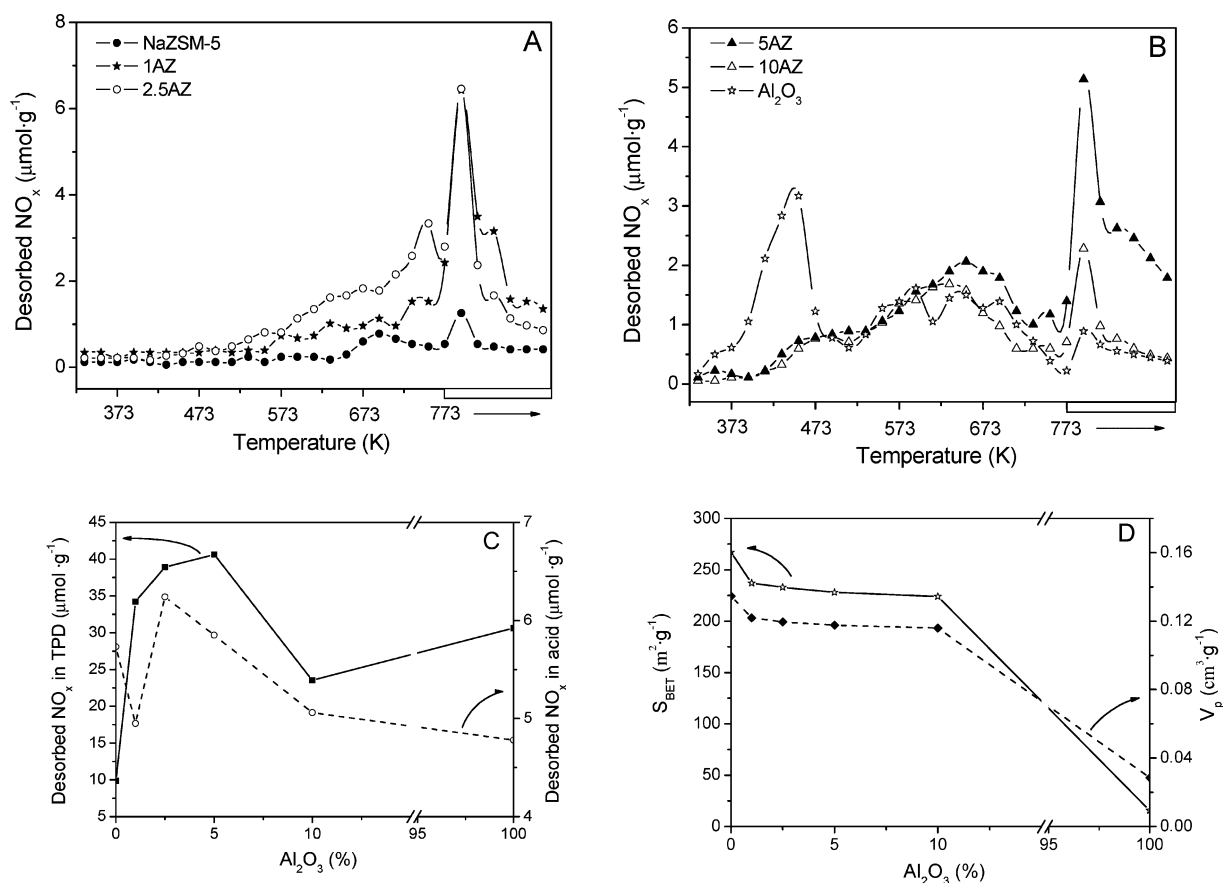 A
NaZSM-5
1AZ
2.5AZ
8
6
4
2
0
Desorbed NOx (μmol·g-1)
373 473 573 673 773
Temperature (K)
B
5AZ
10AZ
Al2O3
6
5
4
3
2
1
0
Desorbed NOx (μmol·g-1)
373 473 573 673 773
Temperature (K)
C
45
40
35
30
25
20
15
10
5
Desorbed NOx in TPD (μmol·g-1)
7
6
5
4
Desorbed NOx in acid (μmol·g-1)
0 5 10 95 100
Al2O3 (%)
D
300
250
200
150
100
50
0
SBET (m2·g-1)
0.16
0.12
0.08
0.04
0.00
Vp (cm3·g-1)
0 5 10 95 100
Al2O3 (%)